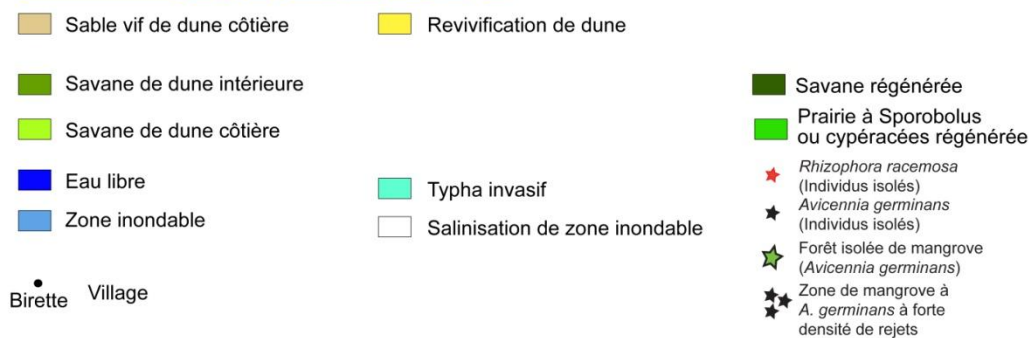 Sable vif de dune côtière
Revivification de dune
Savane de dune intérieure
Savane régénérée
Savane de dune côtière
Prairie à Sporobolus
ou cypéracées régénérée
Eau libre
Typha invasif
Rhizophora racemosa
(Individus isolés)
Zone inondable
Salinisation de zone inondable
Avicennia germinans
(Individus isolés)
Forêt isolée de mangrove
(Avicennia germinans)
Birette Village
Zone de mangrove à
A. germinans à forte
densité de rejets